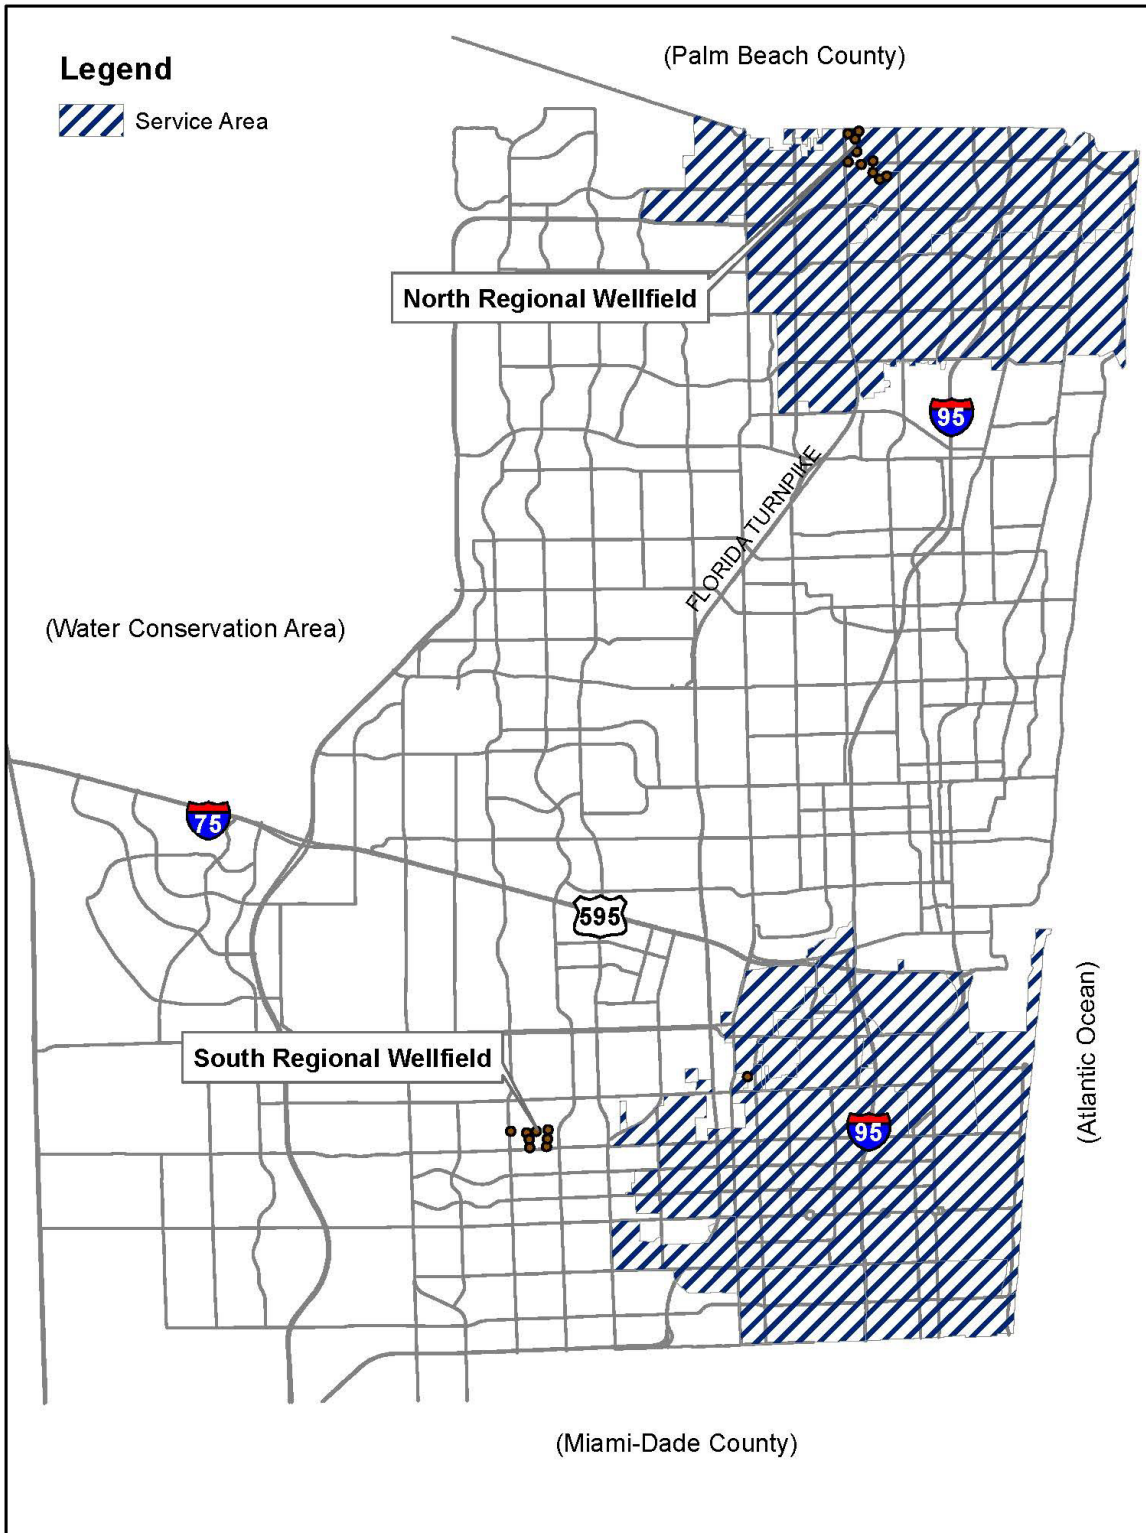 (Palm Beach County)
Legend
Service Area
North Regional Wellfield
95
FLORIDA TURNPIKE
(Water Conservation Area)
75
595
(Atlantic Ocean)
South Regional Wellfield
95
(Miami-Dade County)